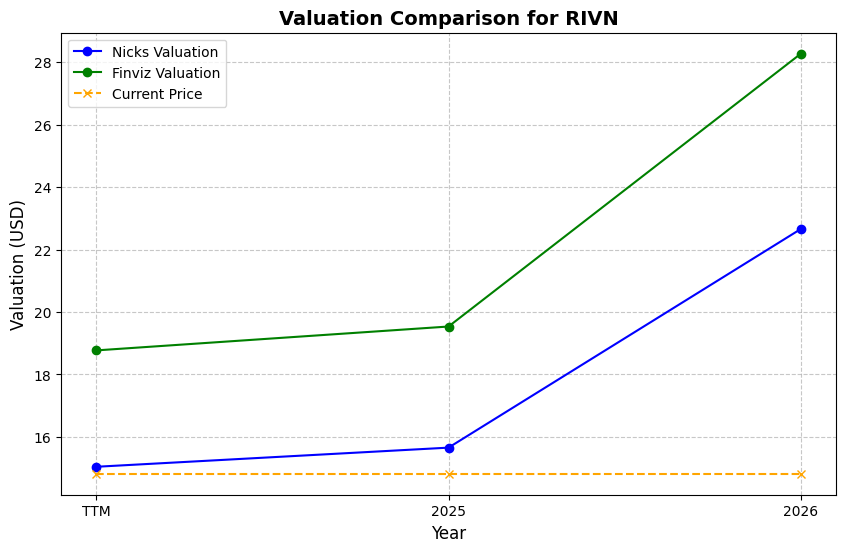 Valuation Comparison for RIVN
Nicks Valuation
Finviz Valuation
Current Price
Valuation (USD)
28
26
24
22
20
18
16
TTM
2025
2026
Year